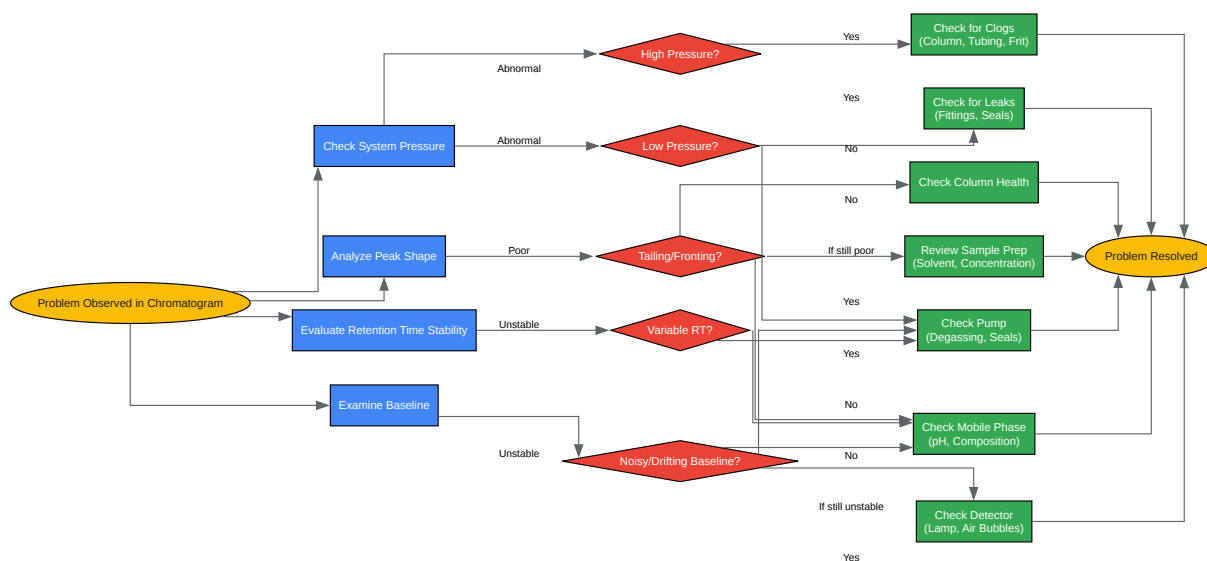 Check for Clogs
(Column, Tubing, Frit)
Yes
High Pressure?
Abnormal
Check for Leaks
(Fittings, Seals)
Yes
Check System Pressure
Abnormal
Low Pressure?
No
Check Column Health
No
Analyze Peak Shape
Poor
Tailing/Fronting?
If still poor
Review Sample Prep
(Solvent, Concentration)
Problem Resolved
Problem Observed in Chromatogram
Yes
Evaluate Retention Time Stability
Unstable
Variable RT?
Check Pump
(Degassing, Seals)
Yes
Examine Baseline
No
Check Mobile Phase
(pH, Composition)
Unstable
Noisy/Drifting Baseline?
No
If still unstable
Check Detector
(Lamp, Air Bubbles)
Yes